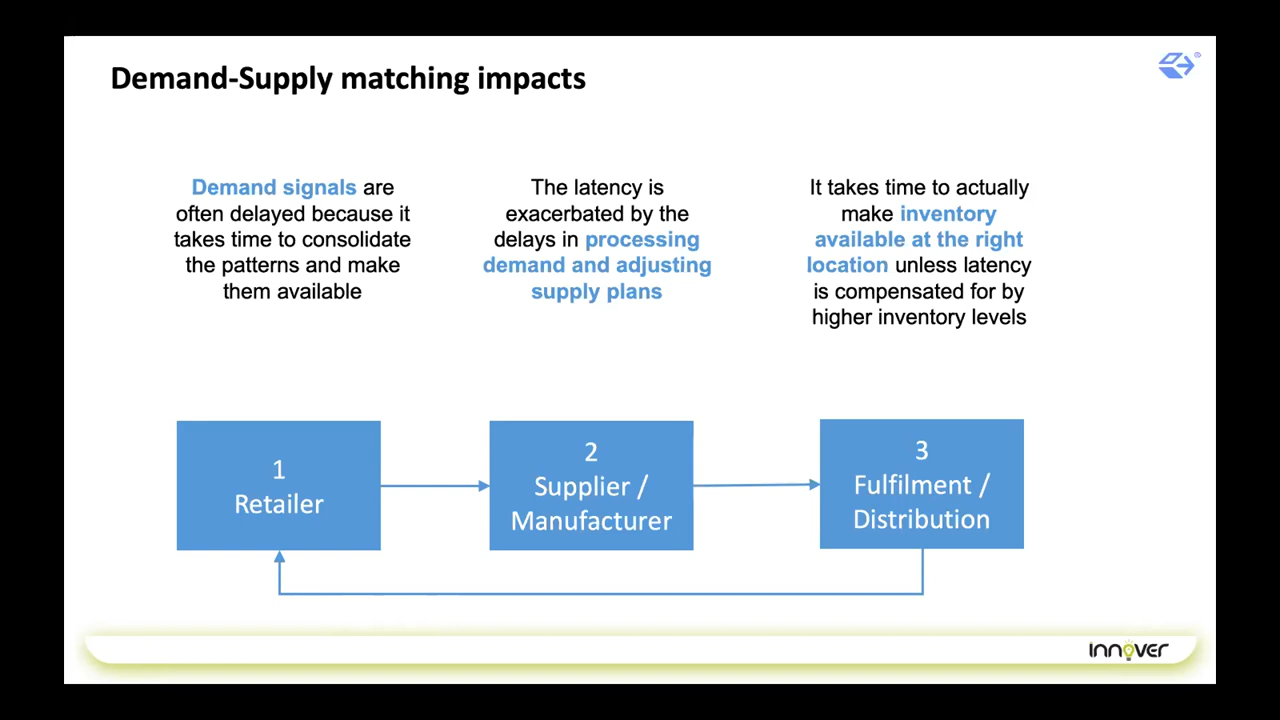 Demand-Supply matching impacts
®
Demand signals are
often delayed because it
takes time to consolidate
the patterns and make
them available
The latency is
exacerbated by the
delays in processing
demand and adjusting
supply plans
It takes time to actually
make inventory
available at the right
location unless latency
is compensated for by
higher inventory levels
1
Retailer
2
Supplier /
Manufacturer
3
Fulfilment /
Distribution
innover